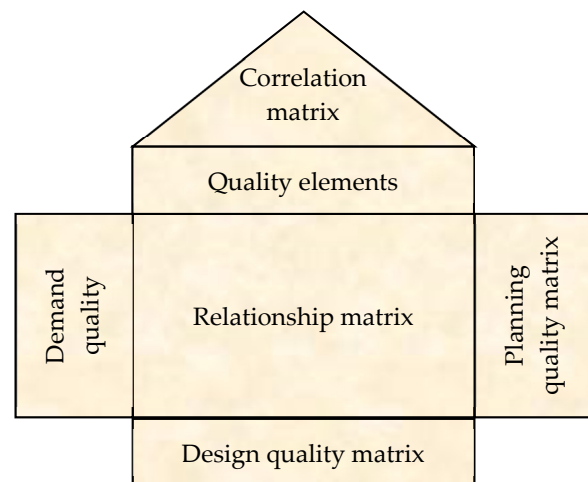 Correlation
matrix
Quality elements
Demand
quality
Relationship matrix
Planning
quality matrix
Design quality matrix